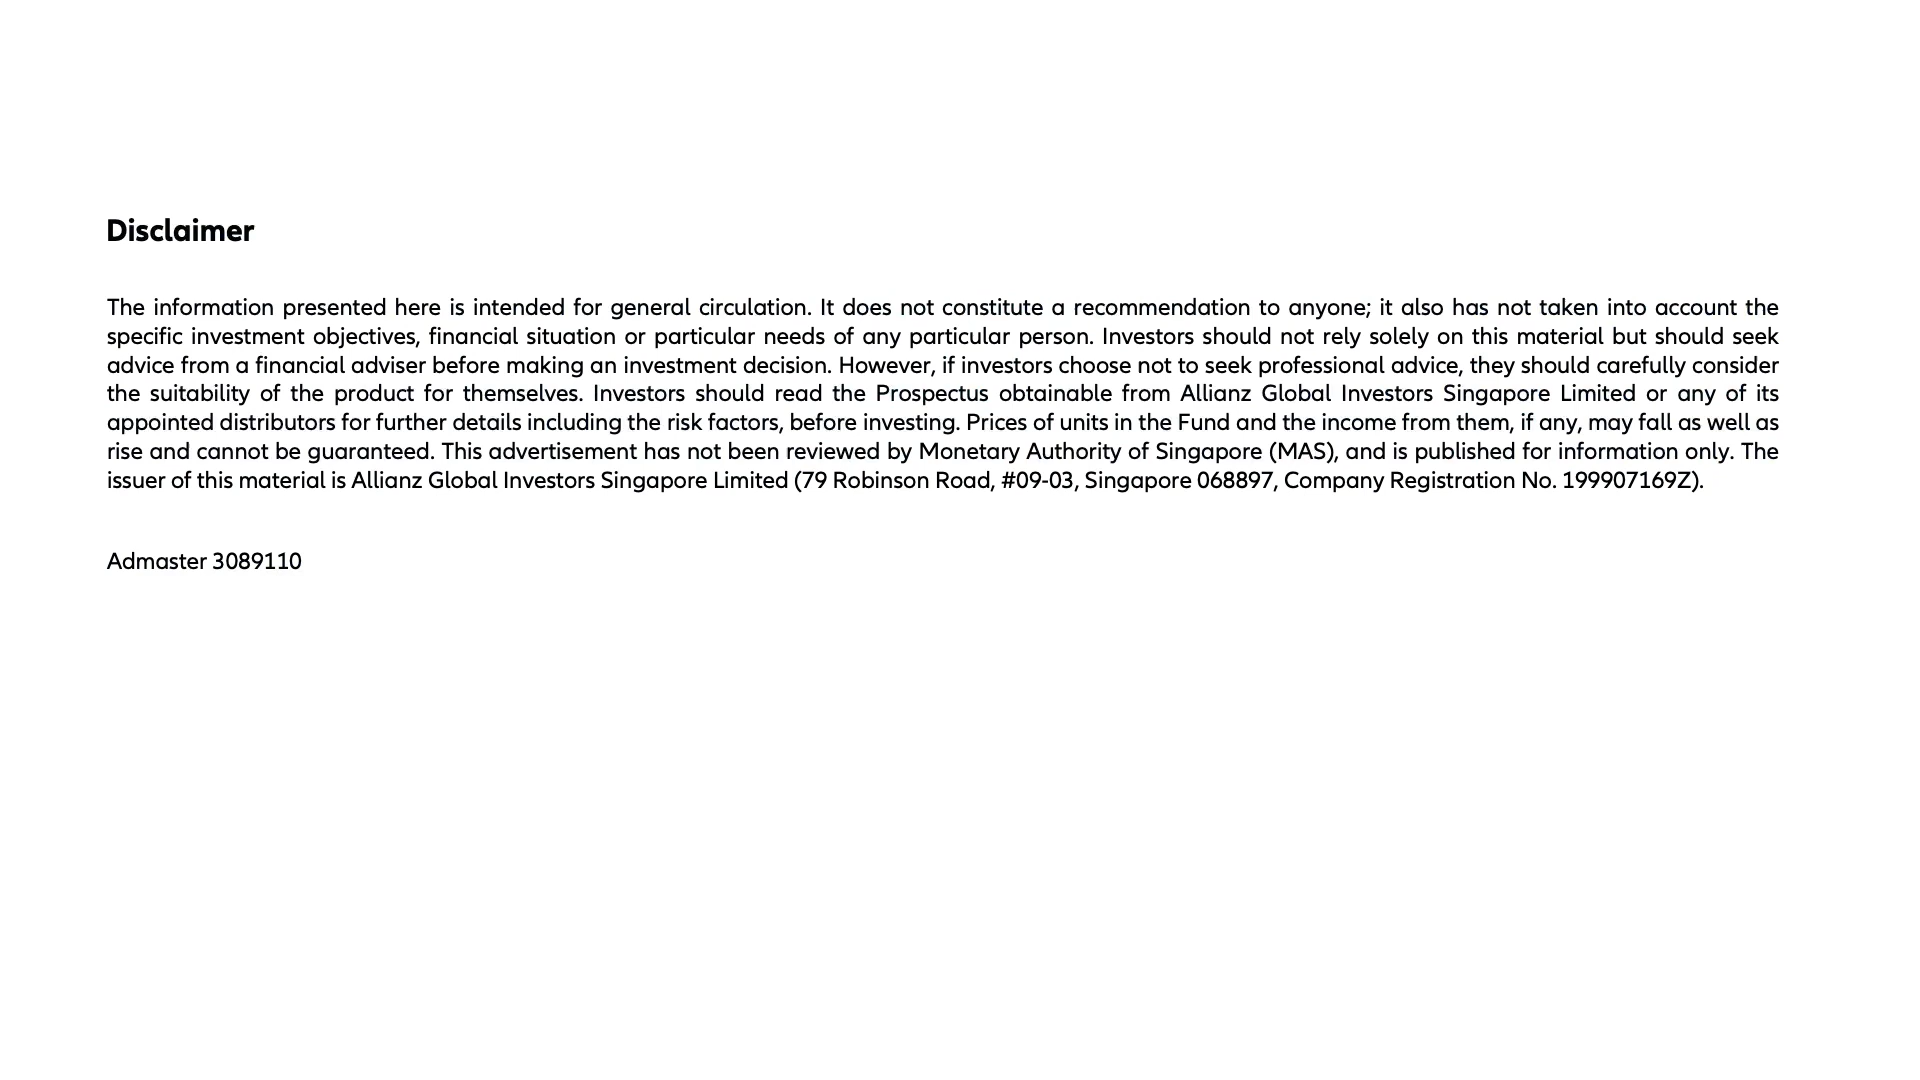 Disclaimer
The information presented here is intended for general circulation. It does not constitute a recommendation to anyone; it also has not taken into account the
specific investment objectives, financial situation or particular needs of any particular person. Investors should not rely solely on this material but should seek
advice from a financial adviser before making an investment decision. However, if investors choose not to seek professional advice, they should carefully consider
the suitability of the product for themselves. Investors should read the Prospectus obtainable from Allianz Global Investors Singapore Limited or any of its
appointed distributors for further details including the risk factors, before investing. Prices of units in the Fund and the income from them, if any, may fall as well as
rise and cannot be guaranteed. This advertisement has not been reviewed by Monetary Authority of Singapore (MAS), and is published for information only. The
issuer of this material is Allianz Global Investors Singapore Limited (79 Robinson Road, #09-03, Singapore 068897, Company Registration No. 199907169Z).
Admaster 3089110